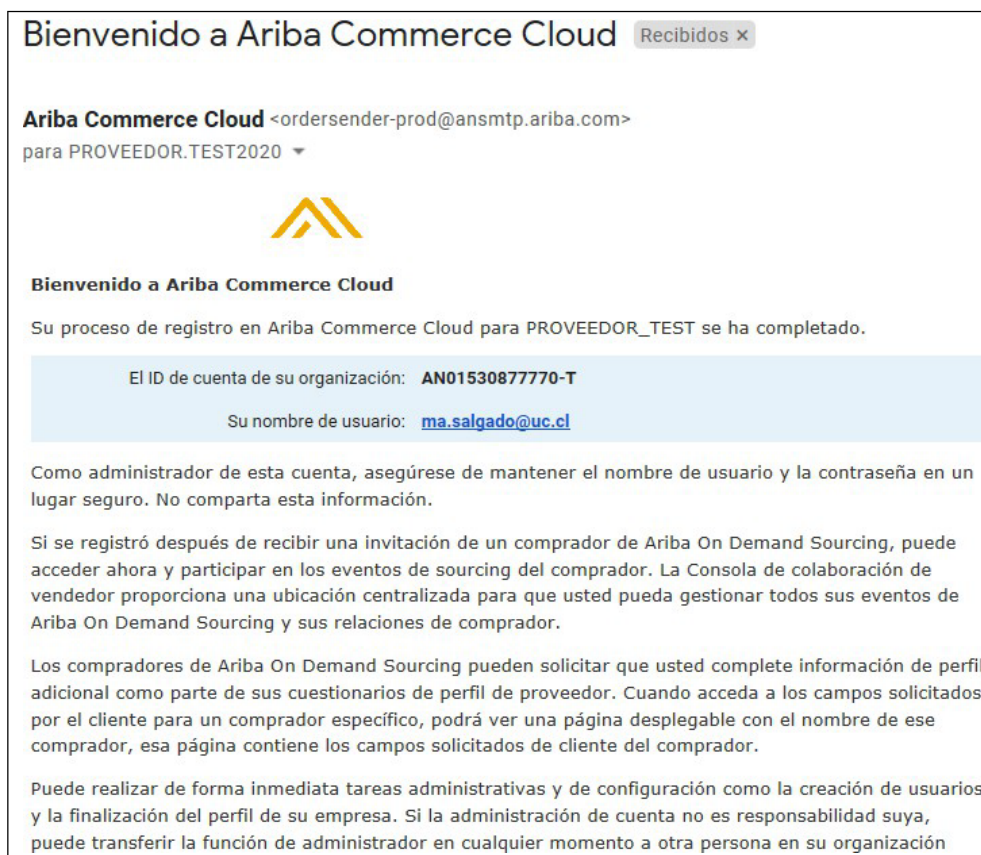 Bienvenido a Ariba Commerce Cloud Recibidos ×
Ariba Commerce Cloud <ordersender-prod@ansmtp.ariba.com>
para PROVEEDOR.TEST2020
Bienvenido a Ariba Commerce Cloud
Su proceso de registro en Ariba Commerce Cloud para PROVEEDOR_TEST se ha completado.
El ID de cuenta de su organización: AN01530877770-T
Su nombre de usuario: ma.salgado@uc.cl
Como administrador de esta cuenta, asegúrese de mantener el nombre de usuario y la contraseña en un
lugar seguro. No comparta esta información.
Si se registró después de recibir una invitación de un comprador de Ariba On Demand Sourcing, puede
acceder ahora y participar en los eventos de sourcing del comprador. La Consola de colaboración de
vendedor proporciona una ubicación centralizada para que usted pueda gestionar todos sus eventos de
Ariba On Demand Sourcing y sus relaciones de comprador.
Los compradores de Ariba On Demand Sourcing pueden solicitar que usted complete información de perfil
adicional como parte de sus cuestionarios de perfil de proveedor. Cuando acceda a los campos solicitados
por el cliente para un comprador específico, podrá ver una página desplegable con el nombre de ese
comprador, esa página contiene los campos solicitados de cliente del comprador.
Puede realizar de forma inmediata tareas administrativas y de configuración como la creación de usuarios
y la finalización del perfil de su empresa. Si la administración de cuenta no es responsabilidad suya,
puede transferir la función de administrador en cualquier momento a otra persona en su organización